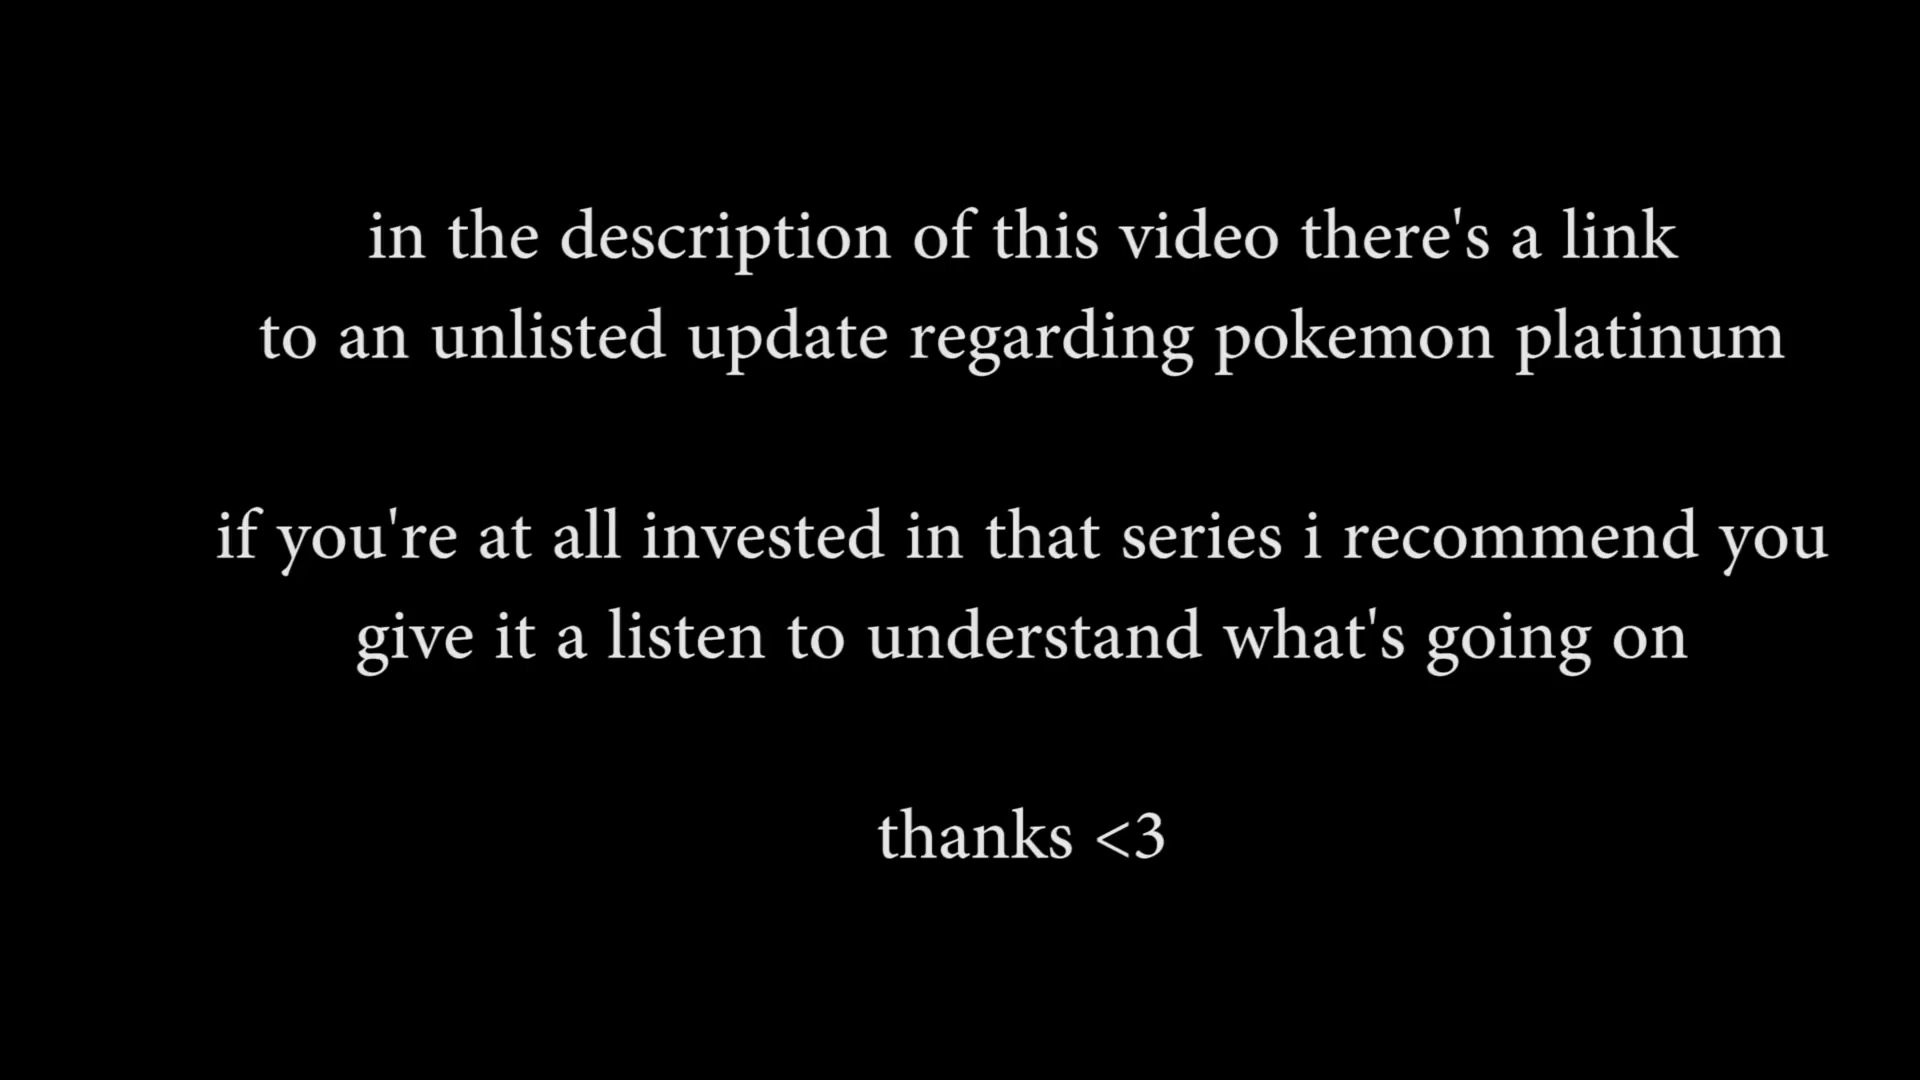 in the description of this video there's a link
to an unlisted update regarding pokemon platinum
if you're at all invested in that series i recommend you
give it a listen to understand what's going on
thanks <3